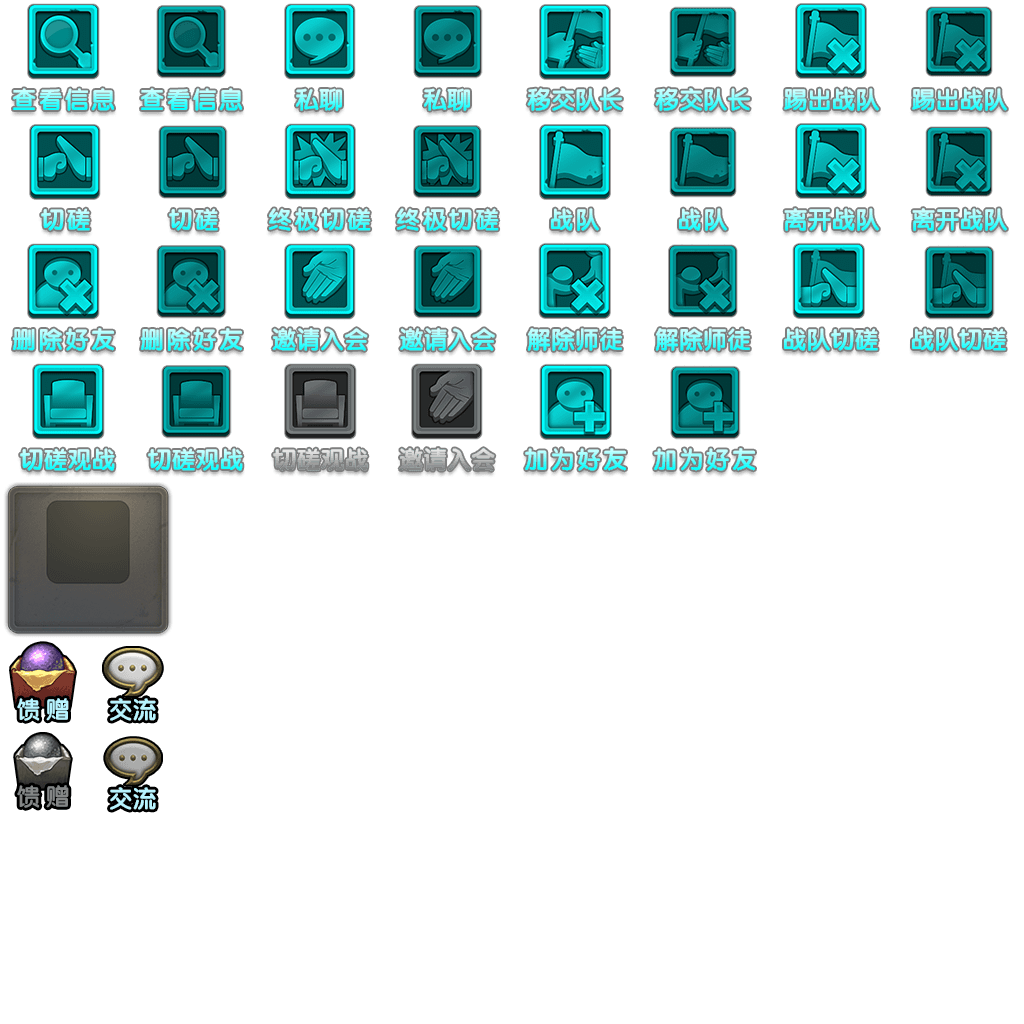 查看信息 查看信息 私聊 私聊 移交队长 移交队长 踢出战队 踢出战队
切磋 切磋 终极切磋 终极切磋 战队 战队 离开战队 离开战队
删除好友 删除好友 邀请入会 邀请入会 解除师徒 解除师徒 战队切磋 战队切磋
切磋观战 切磋观战 切磋观战 邀请入会 加为好友 加为好友
馈赠 交流
馈赠 交流